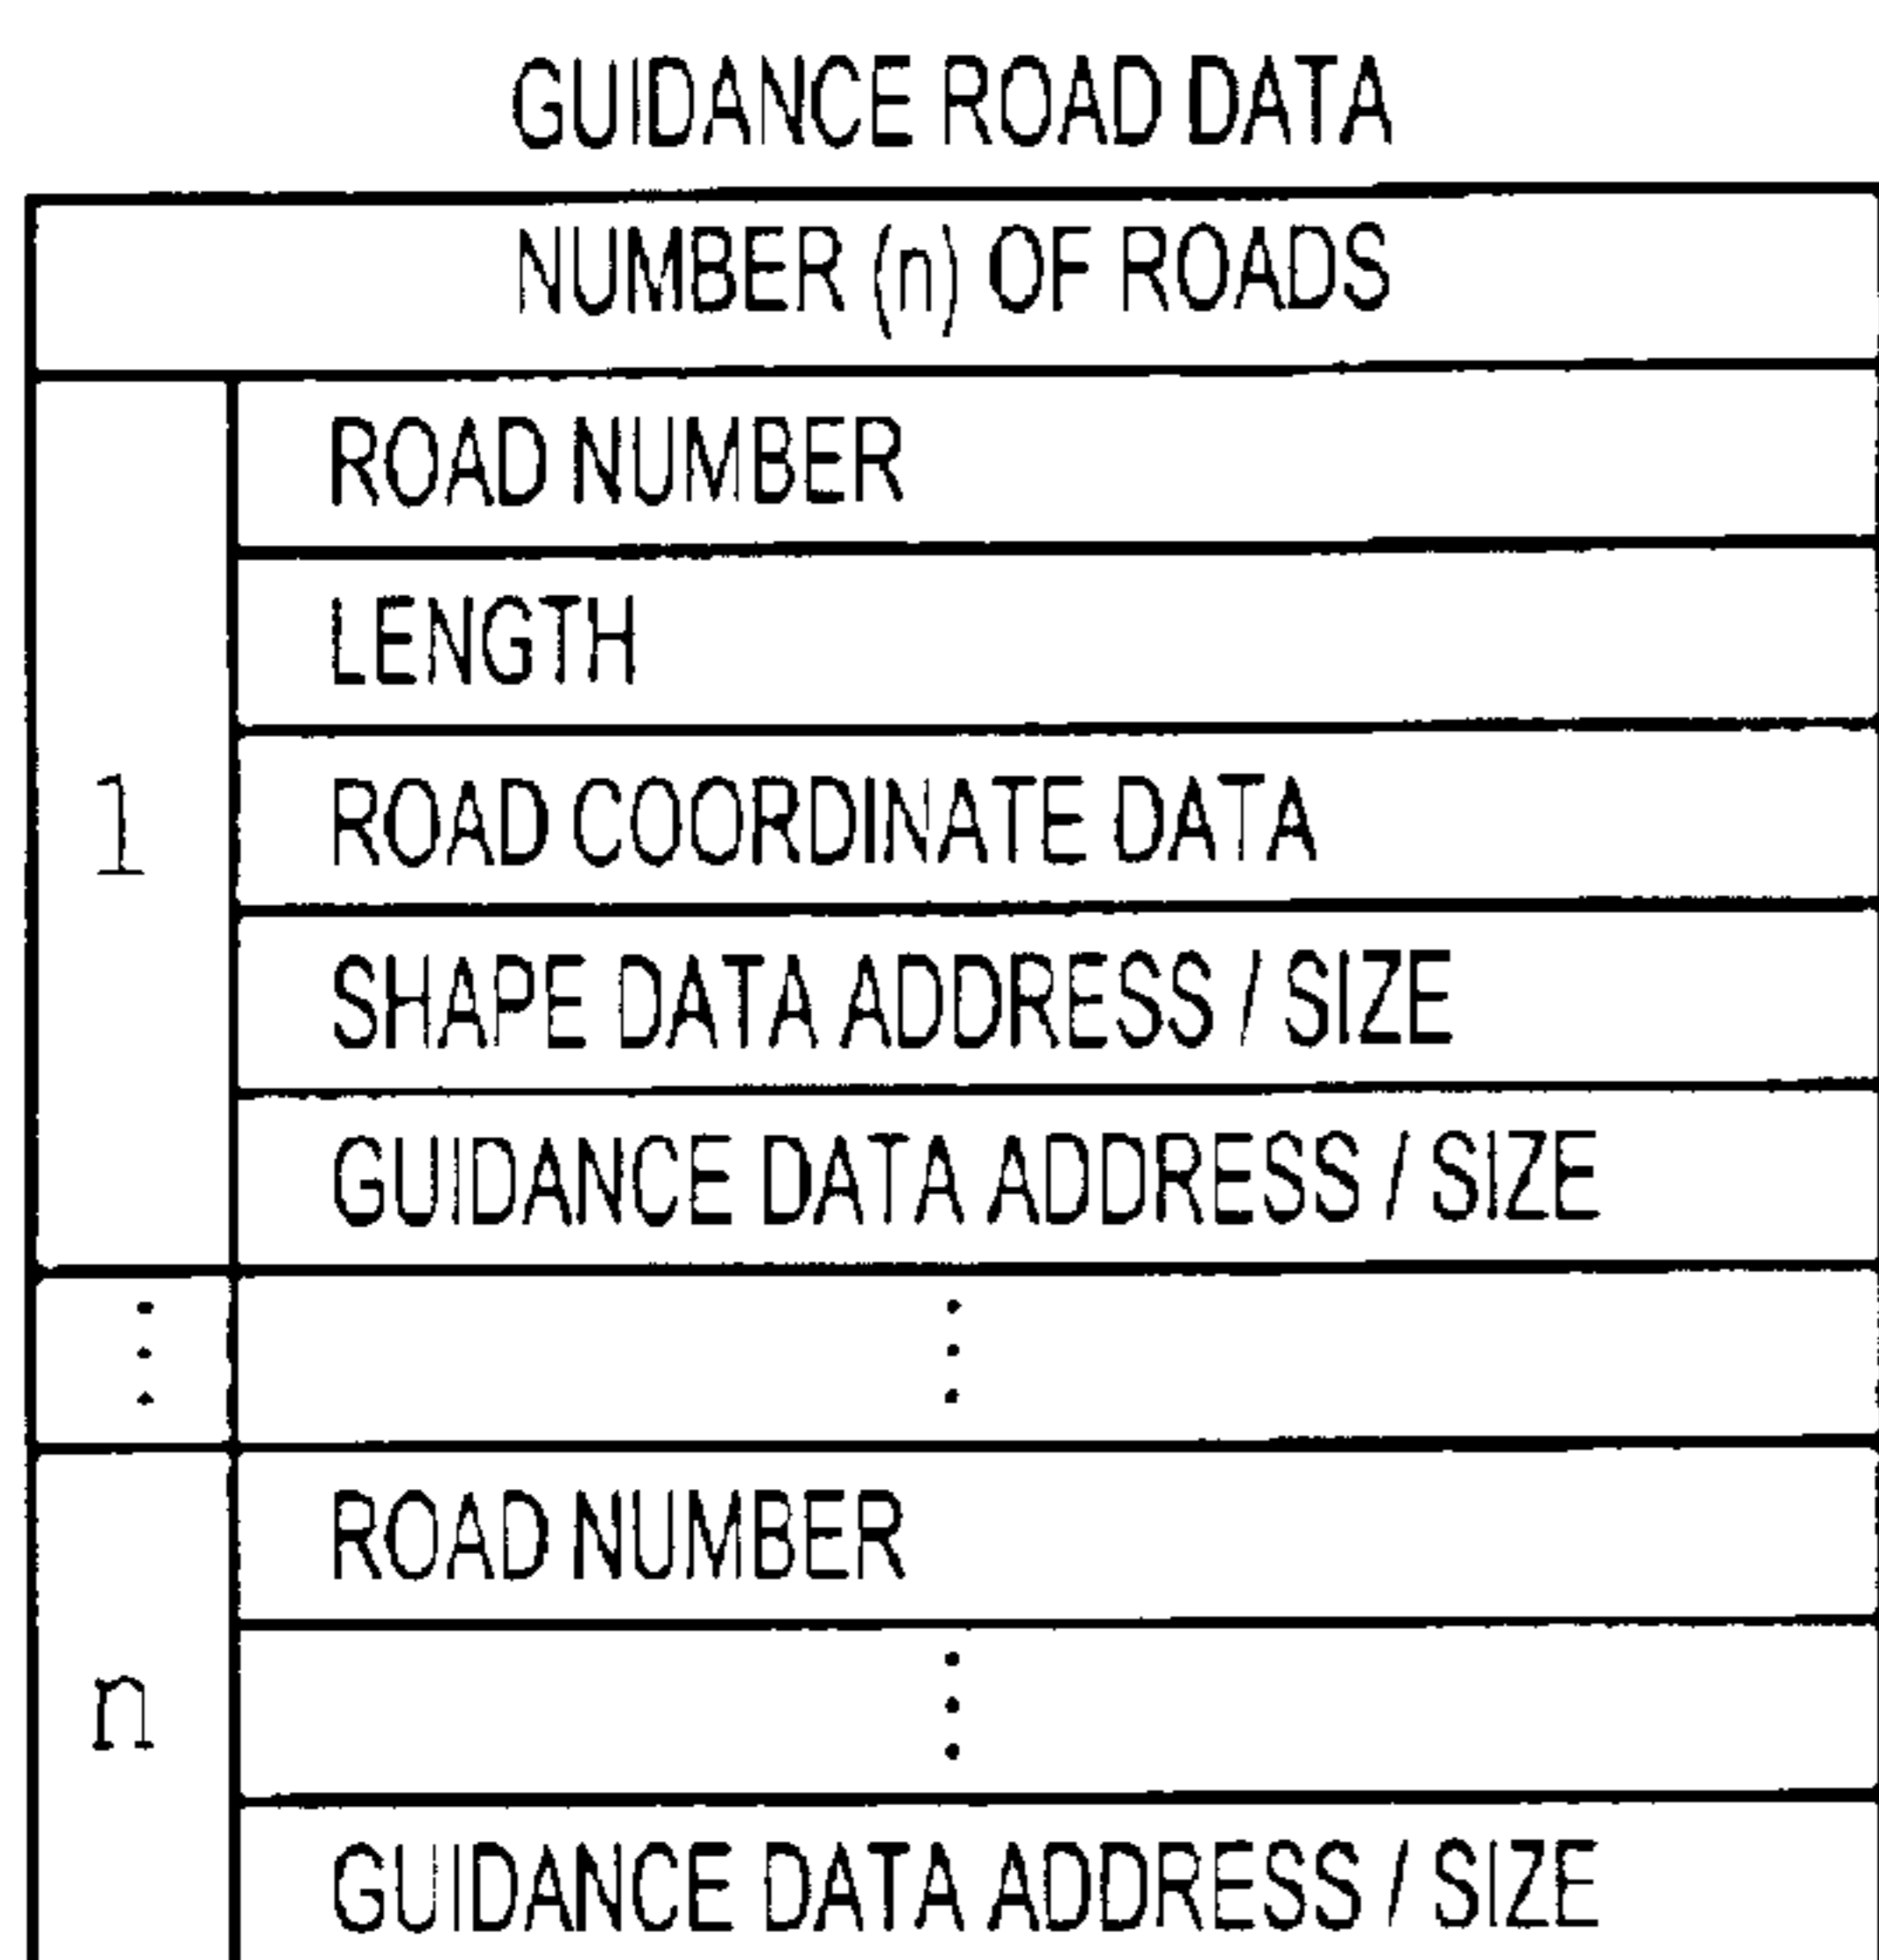 GUIDANCE ROAD DATA
NUMBER (n) OF ROADS
1
ROAD NUMBER
LENGTH
ROAD COORDINATE DATA
SHAPE DATA ADDRESS / SIZE
GUIDANCE DATA ADDRESS / SIZE
n
ROAD NUMBER
GUIDANCE DATA ADDRESS / SIZE